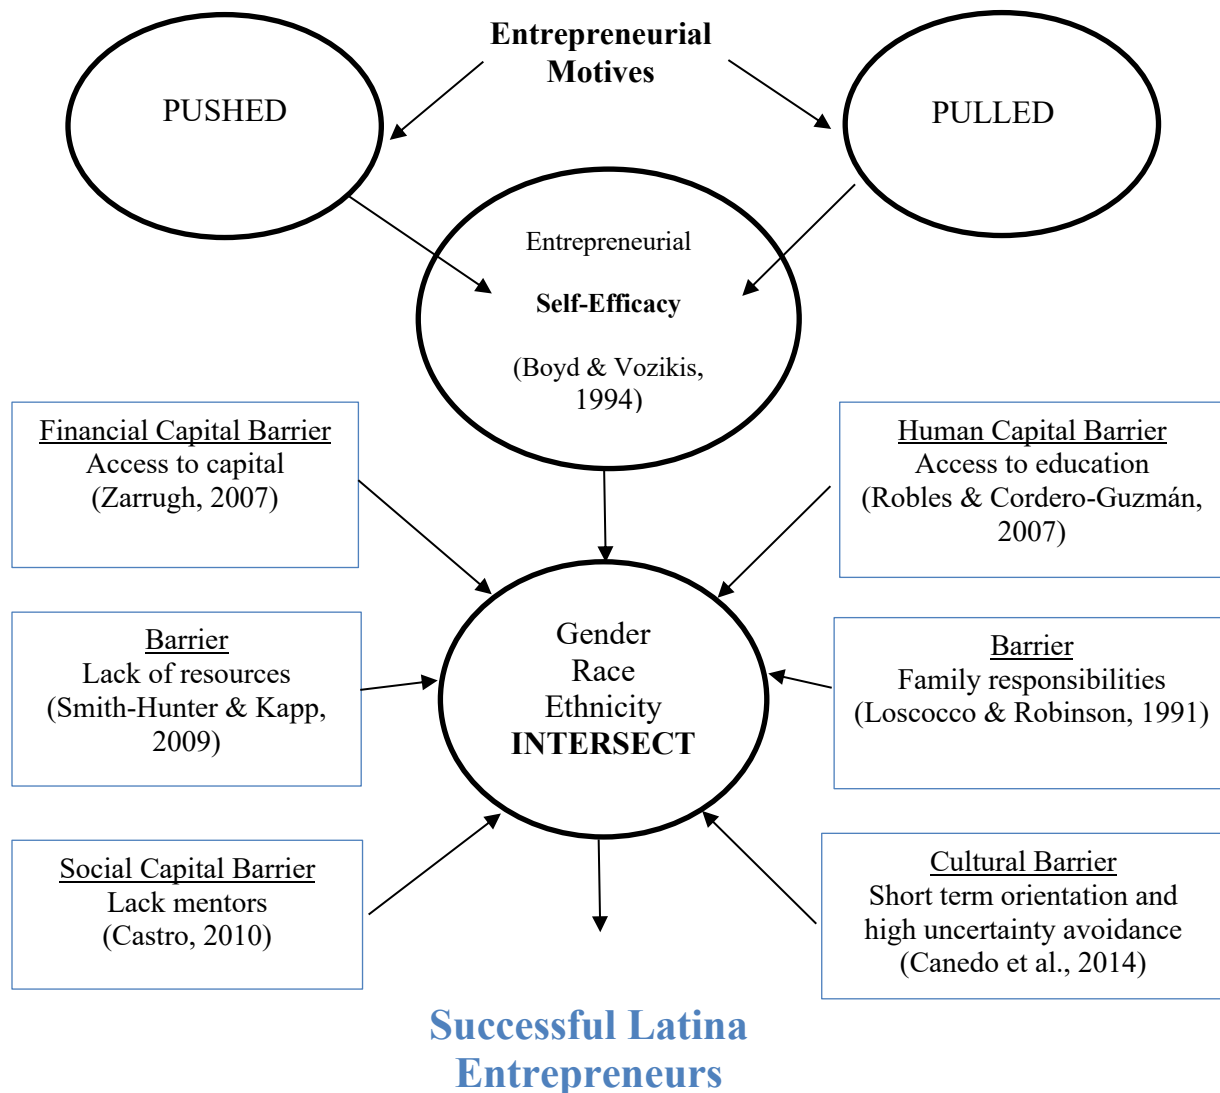 Entrepreneurial
Motives
PUSHED
PULLED
Entrepreneurial
Self-Efficacy
(Boyd & Vozikis,
1994)
Financial Capital Barrier
Access to capital
(Zarrugh, 2007)
Human Capital Barrier
Access to education
(Robles & Cordero-Guzmán,
2007)
Barrier
Lack of resources
(Smith-Hunter & Kapp,
2009)
Gender
Race
Ethnicity
INTERSECT
Barrier
Family responsibilities
(Loscocco & Robinson, 1991)
Social Capital Barrier
Lack mentors
(Castro, 2010)
Cultural Barrier
Short term orientation and
high uncertainty avoidance
(Canedo et al., 2014)
Successful Latina
Entrepreneurs